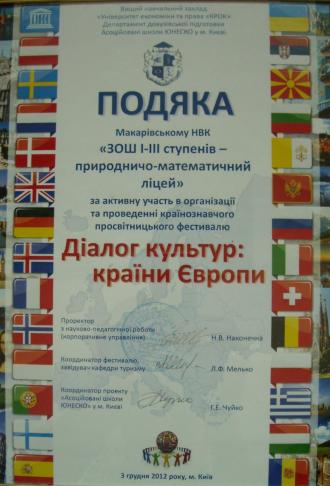 Вищий навчальний заклад
«Університет економіки та права «КРОК»
Департамент довузівської підготовки
Асоційовані школи ЮНЕСКО у м. Києві
ПОДЯКА
Макарівському НВК
«ЗОШ І-ІІІ ступенів –
природничо-математичний
ліцей»
за активну участь в організації
та проведенні країнознавчого
просвітницького фестивалю
Діалог культур:
країни Європи
Проректор
з науково-педагогічної роботи
(корпоративне управління)
Н.В. Наконечна
Координатор фестивалю,
завідувач кафедри туризму
Л.Ф. Мелько
Координатор проекту
«Асоційовані школи
ЮНЕСКО» у м. Києві
Г.Е. Чуйко
3 грудня 2012 року, м. Київ